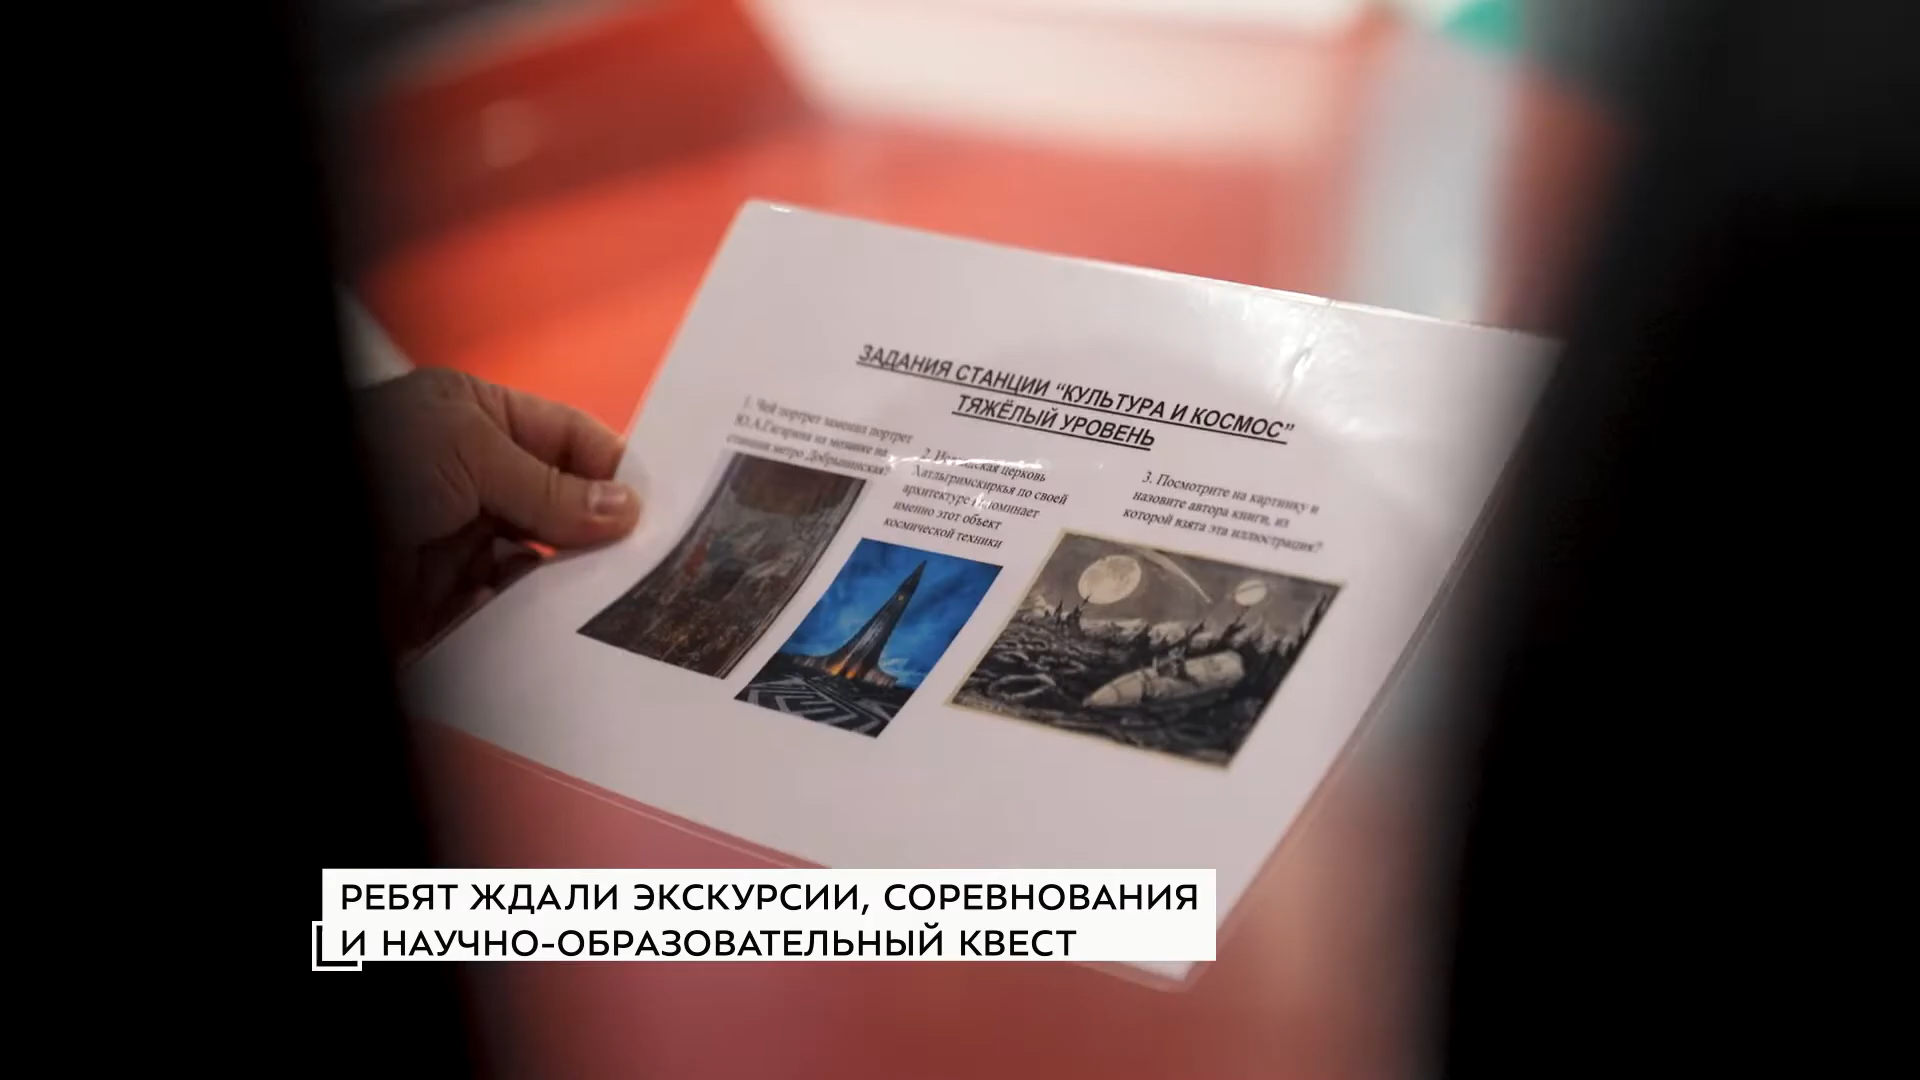 ЗАДАНИЯ СТАНЦИИ “КУЛЬТУРА И КОСМОС”
ТЯЖЁЛЫЙ УРОВЕНЬ
1. Чей портрет заменил портрет
Ю.А.Гагарина на мозаике на
станции метро Добрынинская?
2. церковь
Хатльгримскиркья по своей
архитектуре
именно этот объект
космической техники
3. Посмотрите на картинку и
назовите автора книги, из
которой взята эта иллюстрация?
РЕБЯТ ЖДАЛИ ЭКСКУРСИИ, СОРЕВНОВАНИЯ
И НАУЧНО-ОБРАЗОВАТЕЛЬНЫЙ КВЕСТ